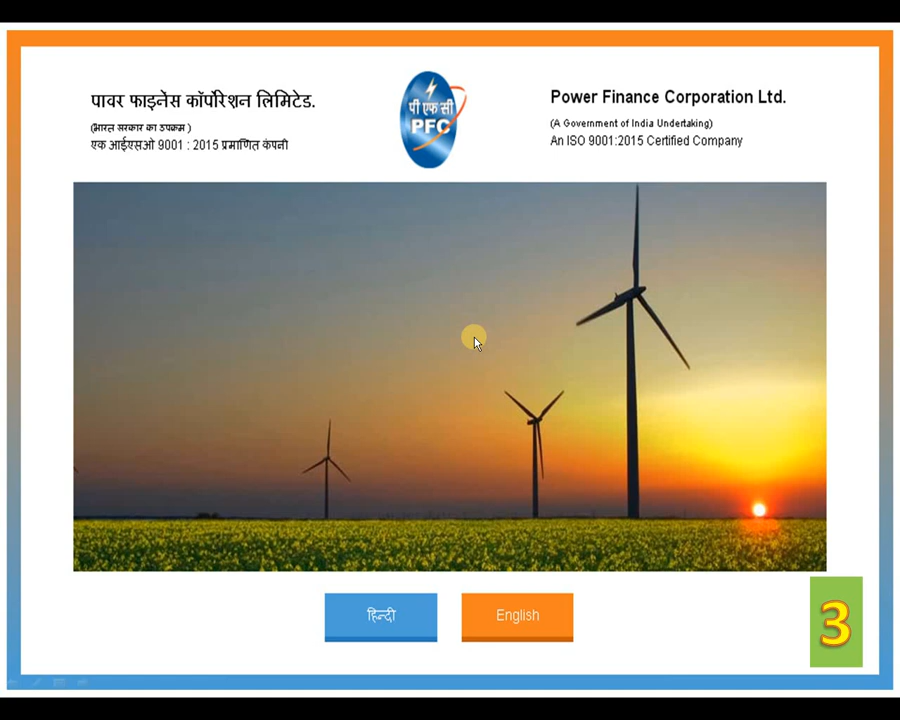 पावर फाइनेंस कॉर्पोरेशन लिमिटेड.
(भारत सरकार का उपक्रम )
एक आईएसओ 9001 : 2015 प्रमाणित कंपनी
पी एफ सी
PFC
Power Finance Corporation Ltd.
(A Government of India Undertaking)
An ISO 9001:2015 Certified Company
हिन्दी
English
3